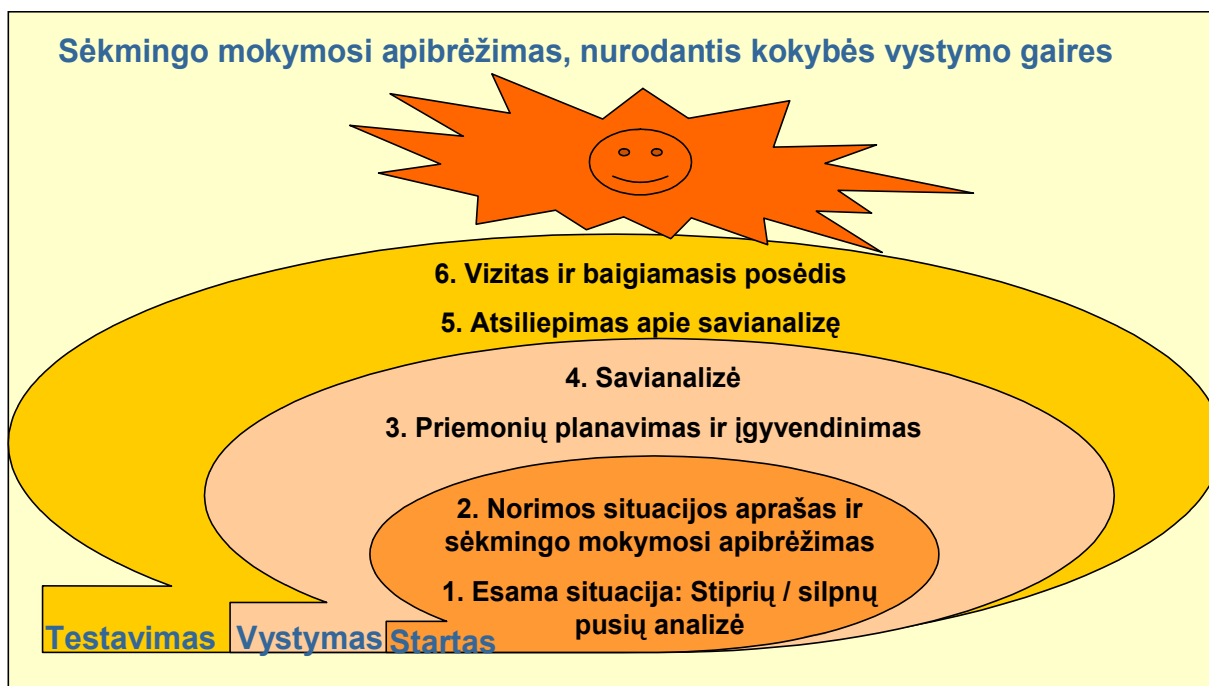 Sėkmingo mokymosi apibrėžimas, nurodantis kokybės vystymo gaires
6. Vizitas ir baigiamasis posėdis
5. Atsiliepimas apie savianalizę
4. Savianalizė
3. Priemonių planavimas ir įgyvendinimas
2. Norimos situacijos aprašas ir
sėkmingo mokymosi apibrėžimas
1. Esama situacija: Stiprių / silpnų
pusių analizė
Testavimas
Vystymas
Startas